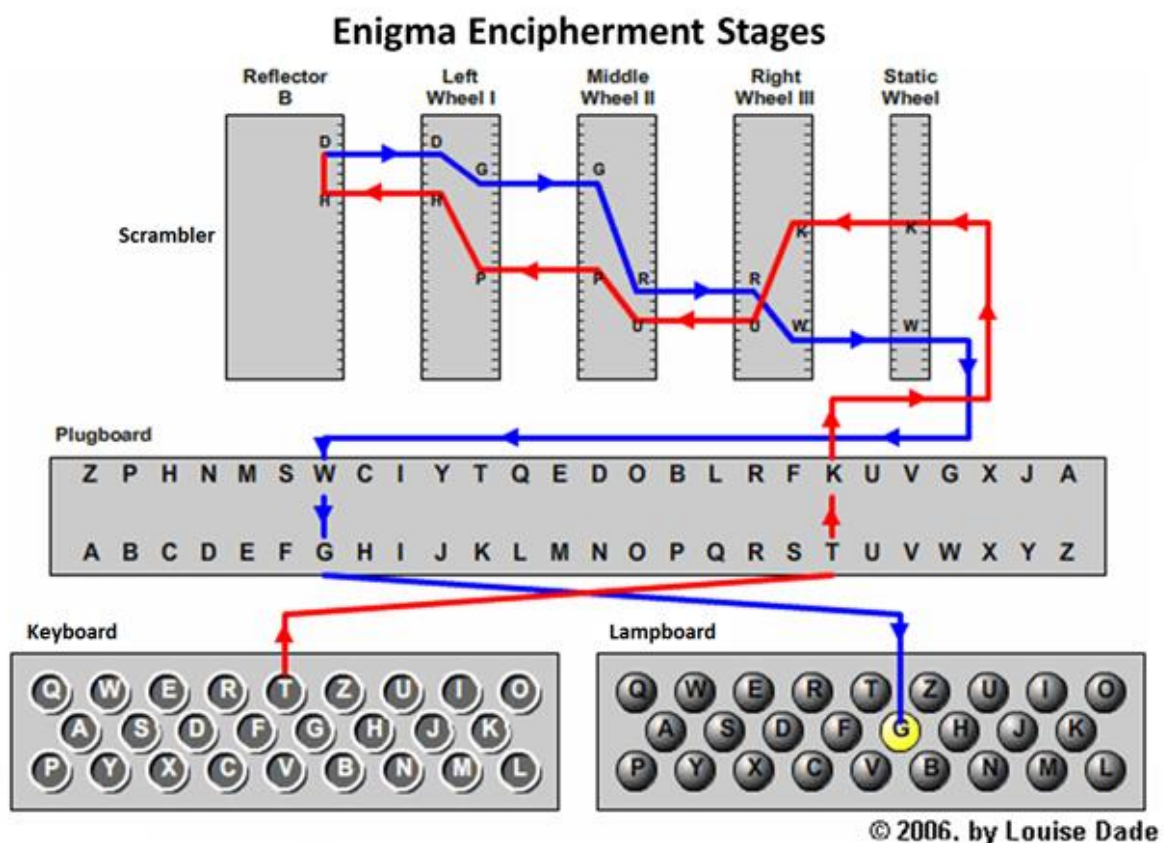 Enigma Encipherment Stages
Reflector B
Left Wheel I
Middle Wheel II
Right Wheel III
Static Wheel
D D G G
H H K K
Scrambler
P P R R
U U W W
Plugboard
Z P H N M S W C I Y T Q E D O B L R F K U V G X J A
A B C D E F G H I J K L M N O P Q R S T U V W X Y Z
Keyboard
Q W E R T Z U I O
A S D F G H J K
P Y X C V B N M L
Lampboard
Q W E R T Z U I O
A S D F G H J K
P Y X C V B N M L
© 2006. by Louise Dade